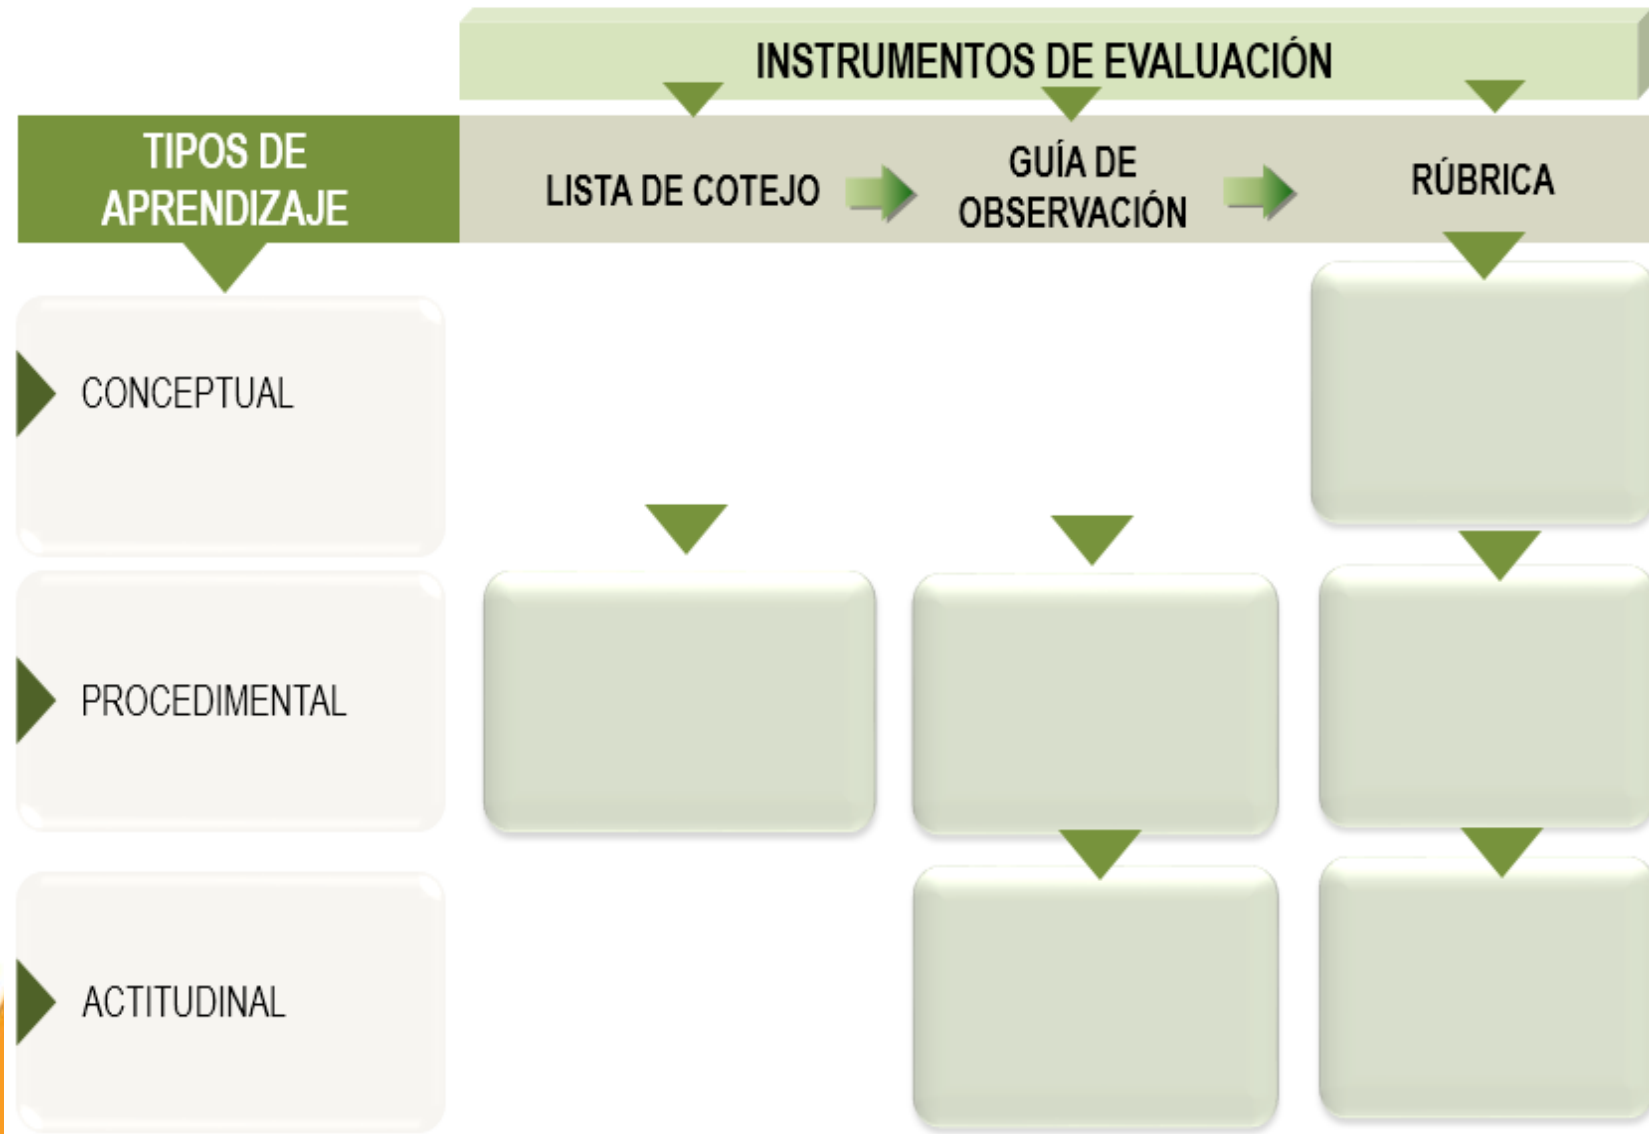 INSTRUMENTOS DE EVALUACIÓN
TIPOS DE
APRENDIZAJE
LISTA DE COTEJO
GUÍA DE
OBSERVACIÓN
RÚBRICA
CONCEPTUAL
PROCEDIMENTAL
ACTITUDINAL